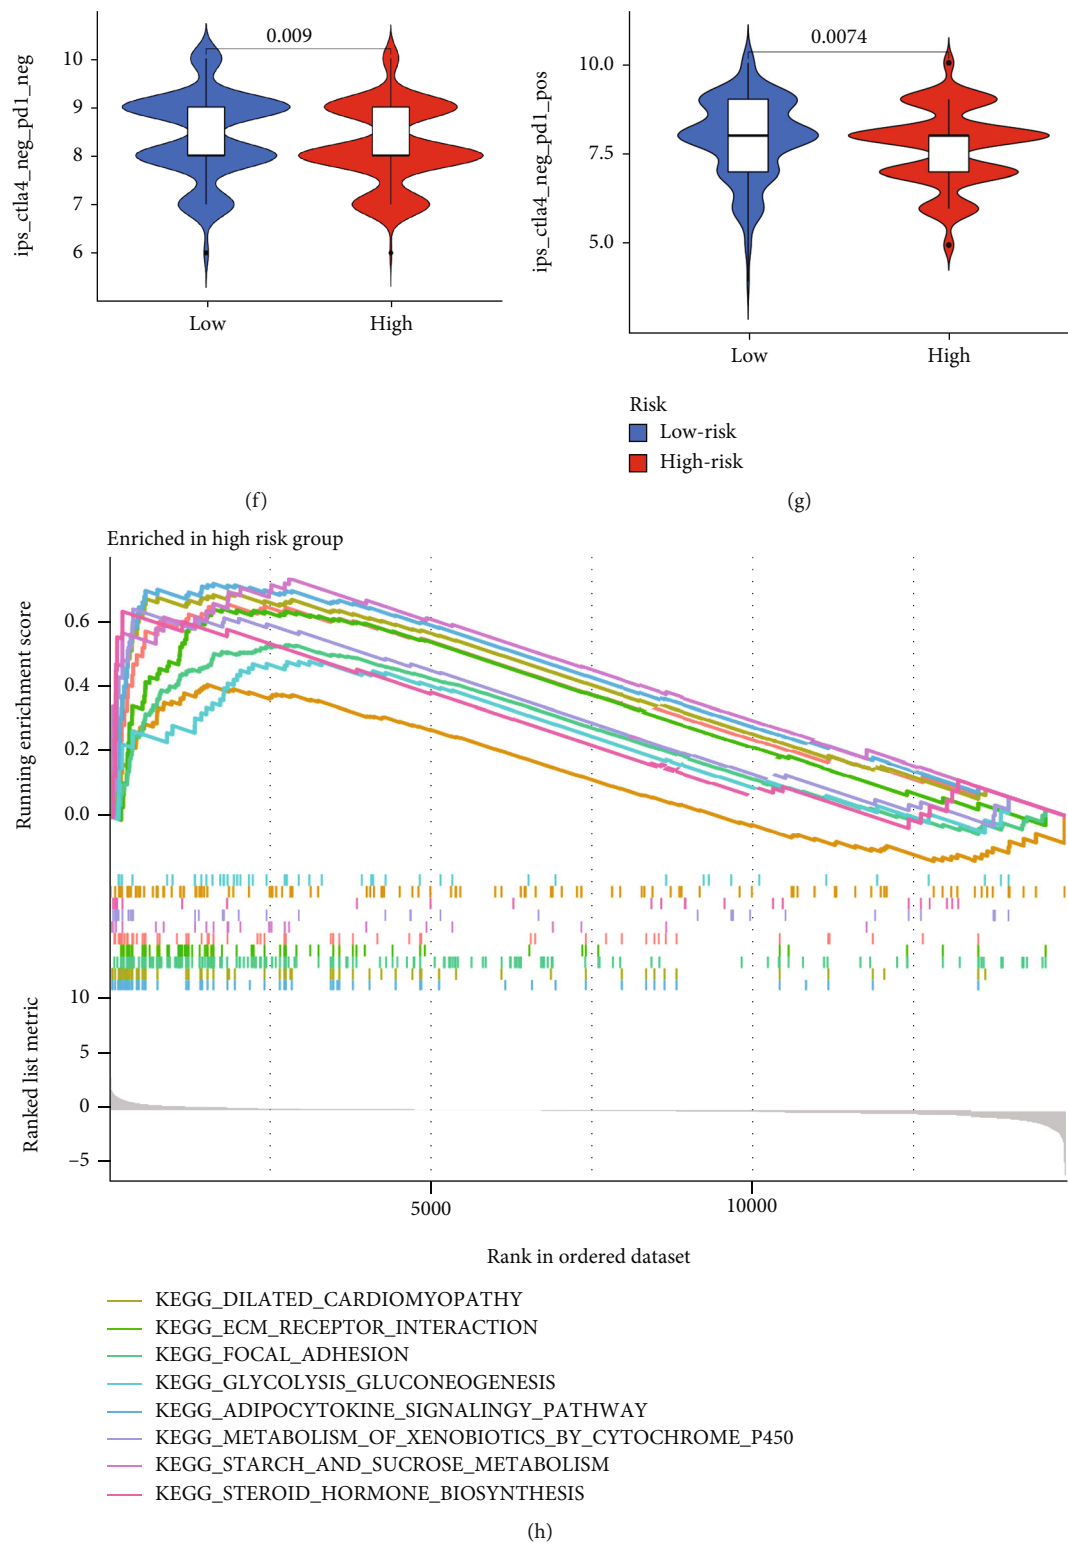 ips_ctla4_neg_pd1_neg
10
9
8
7
6
0.009
Low
High
(f)
ips_ctla4_neg_pd1_pos
10.0
7.5
5.0
0.0074
Low
High
Risk
Low-risk
High-risk
(g)
Enriched in high risk group
Running enrichment score
0.6
0.4
0.2
0.0
Ranked list metric
10
5
0
−5
5000
10000
Rank in ordered dataset
KEGG_DILATED_CARDIOMYOPATHY
KEGG_ECM_RECEPTOR_INTERACTION
KEGG_FOCAL_ADHESION
KEGG_GLYCOLYSIS_GLUCONEOGENESIS
KEGG_ADIPOCYTOKINE_SIGNALINGY_PATHWAY
KEGG_METABOLISM_OF_XENOBIOTICS_BY_CYTOCHROME_P450
KEGG_STARCH_AND_SUCROSE_METABOLISM
KEGG_STEROID_HORMONE_BIOSYNTHESIS
(h)